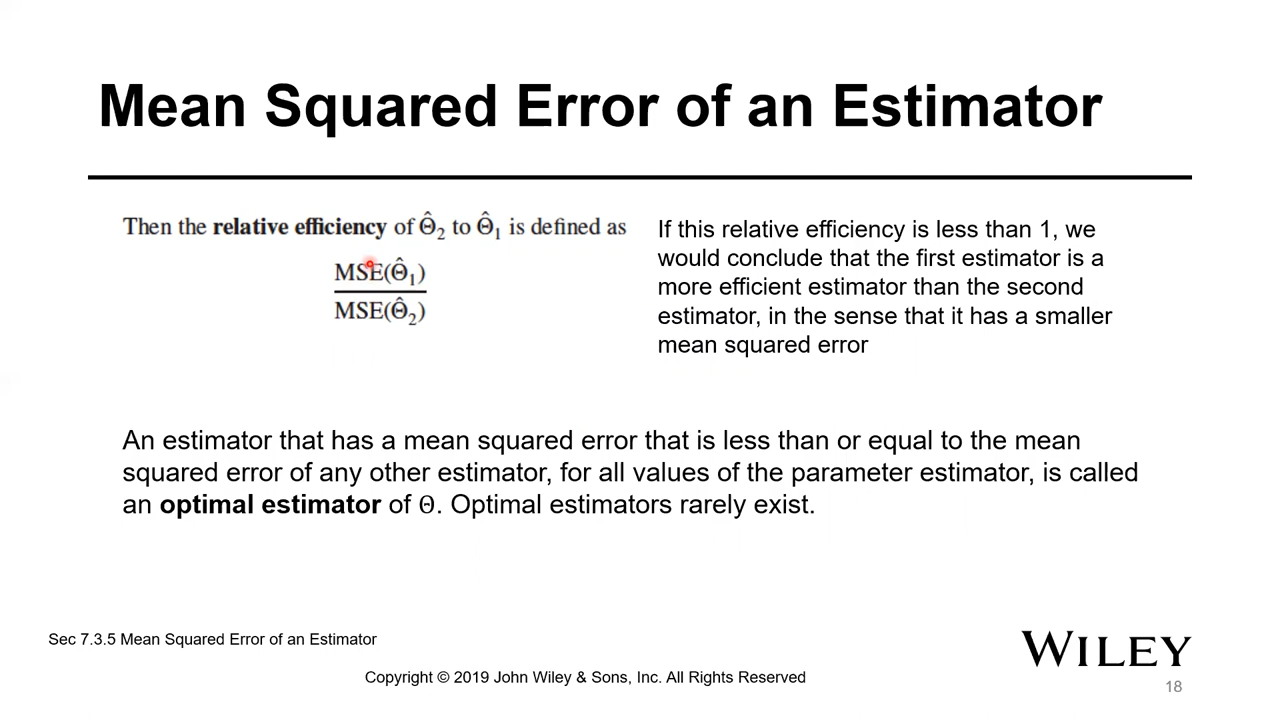 Mean Squared Error of an Estimator
Then the relative efficiency of Θ̂₂ to Θ̂₁ is defined as
MSE(Θ̂₁)
MSE(Θ̂₂)
If this relative efficiency is less than 1, we
would conclude that the first estimator is a
more efficient estimator than the second
estimator, in the sense that it has a smaller
mean squared error
An estimator that has a mean squared error that is less than or equal to the mean
squared error of any other estimator, for all values of the parameter estimator, is called
an optimal estimator of Θ. Optimal estimators rarely exist.
Sec 7.3.5 Mean Squared Error of an Estimator
WILEY
Copyright © 2019 John Wiley & Sons, Inc. All Rights Reserved
18